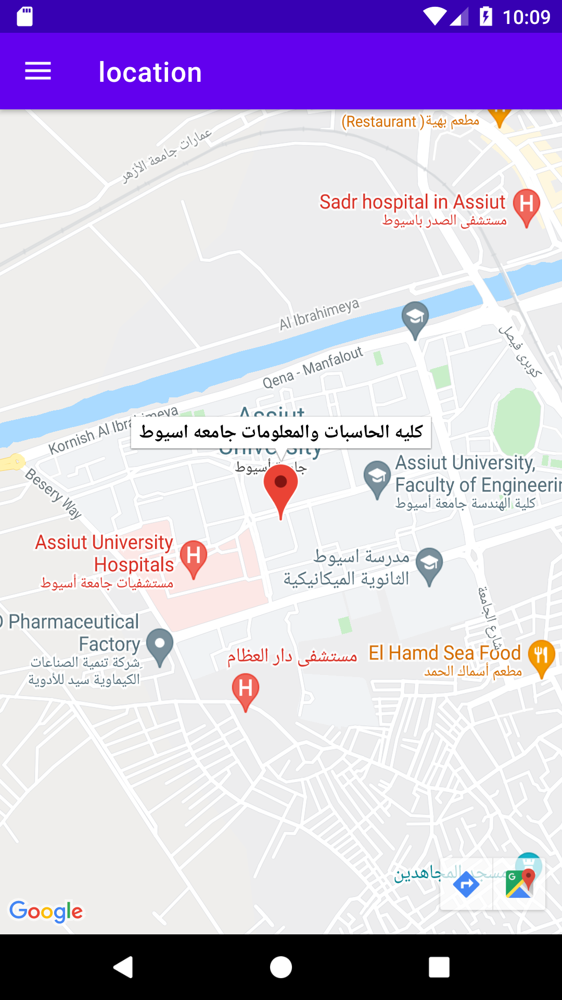 10:09
location
مطعم بهية (Restaurant)
عمارات جامعة الأزهر
Sadr hospital in Assiut
مستشفى الصدر باسيوط
Al Ibrahimeya
كوبرى فيصل
Qena - Manfalout
Kornish Al Ibrahimeya
Assiut
كليه الحاسبات والمعلومات جامعه اسيوط
University
جامعة أسيوط
Besery Way
Assiut University,
Faculty of Engineerin
كلية الهندسة جامعة أسيوط
Assiut University
Hospitals
مستشفيات جامعة أسيوط
مدرسة اسيوط
الثانوية الميكانيكية
شارع الجامعة
Pharmaceutical
Factory
شركة تنمية الصناعات
الكيماوية سيد للأدوية
مستشفى دار العظام
El Hamd Sea Food
مطعم أسماك الحمد
مسجد المجاهدين
Google